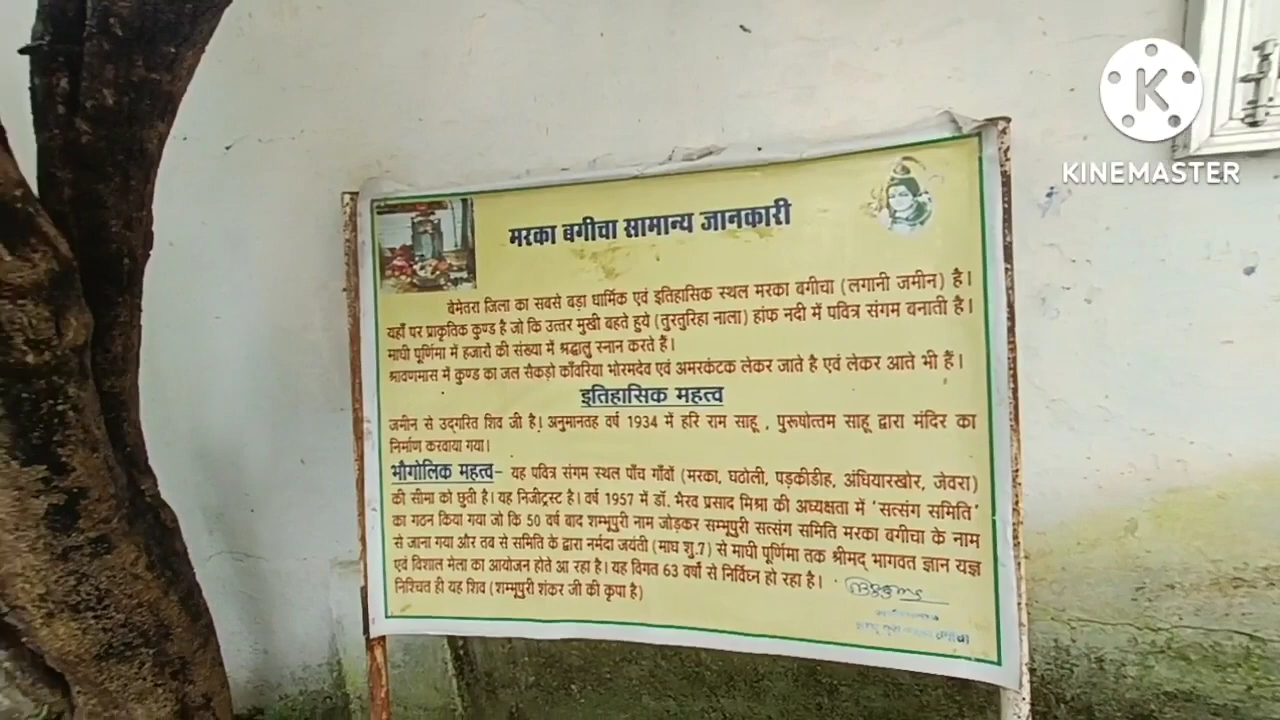 K
KINEMASTER
मरका बगीचा सामान्य जानकारी
बेमेतरा जिला का सबसे बड़ा धार्मिक एवं इतिहासिक स्थल मरका बगीचा (लगानी जमीन) है।
यहाँ पर प्राकृतिक कुण्ड है जो कि उत्तर मुखी बहते हुये (तुरतुरिहा नाला) हांफ नदी में पवित्र संगम बनाती है।
माघी पूर्णिमा में हजारो की संख्या में श्रद्धालु स्नान करते हैं।
श्रावणमास में कुण्ड का जल सैकड़ो काँवरिया भोरमदेव एवं अमरकंटक लेकर जाते है एवं लेकर आते भी हैं।
इतिहासिक महत्व
जमीन से उद्गरित शिव जी है। अनुमानतह वर्ष 1934 में हरि राम साहू , पुरूषोत्तम साहू द्वारा मंदिर का
निर्माण करवाया गया।
भौगोलिक महत्व- यह पवित्र संगम स्थल पाँच गाँवों (मरका, घठोली, पड़कीडीह, अंधियारखोर, जेवरा)
की सीमा को छुती है। यह निजीट्रस्ट है। वर्ष 1957 में डॉ. भैरव प्रसाद मिश्रा की अध्यक्षता में 'सत्संग समिति'
का गठन किया गया जो कि 50 वर्ष बाद शम्भूपुरी नाम जोड़कर सम्भूपुरी सत्संग समिति मरका बगीचा के नाम
से जाना गया और तब से समिति के द्वारा नर्मदा जयंती (माघ शु.7) से माघी पूर्णिमा तक श्रीमद् भागवत ज्ञान यज्ञ
एवं विशाल मेला का आयोजन होते आ रहा है। यह विगत 63 वर्षों से निर्विघ्न हो रहा है।
निश्चित ही यह शिव (शम्भूपुरी शंकर जी की कृपा है)